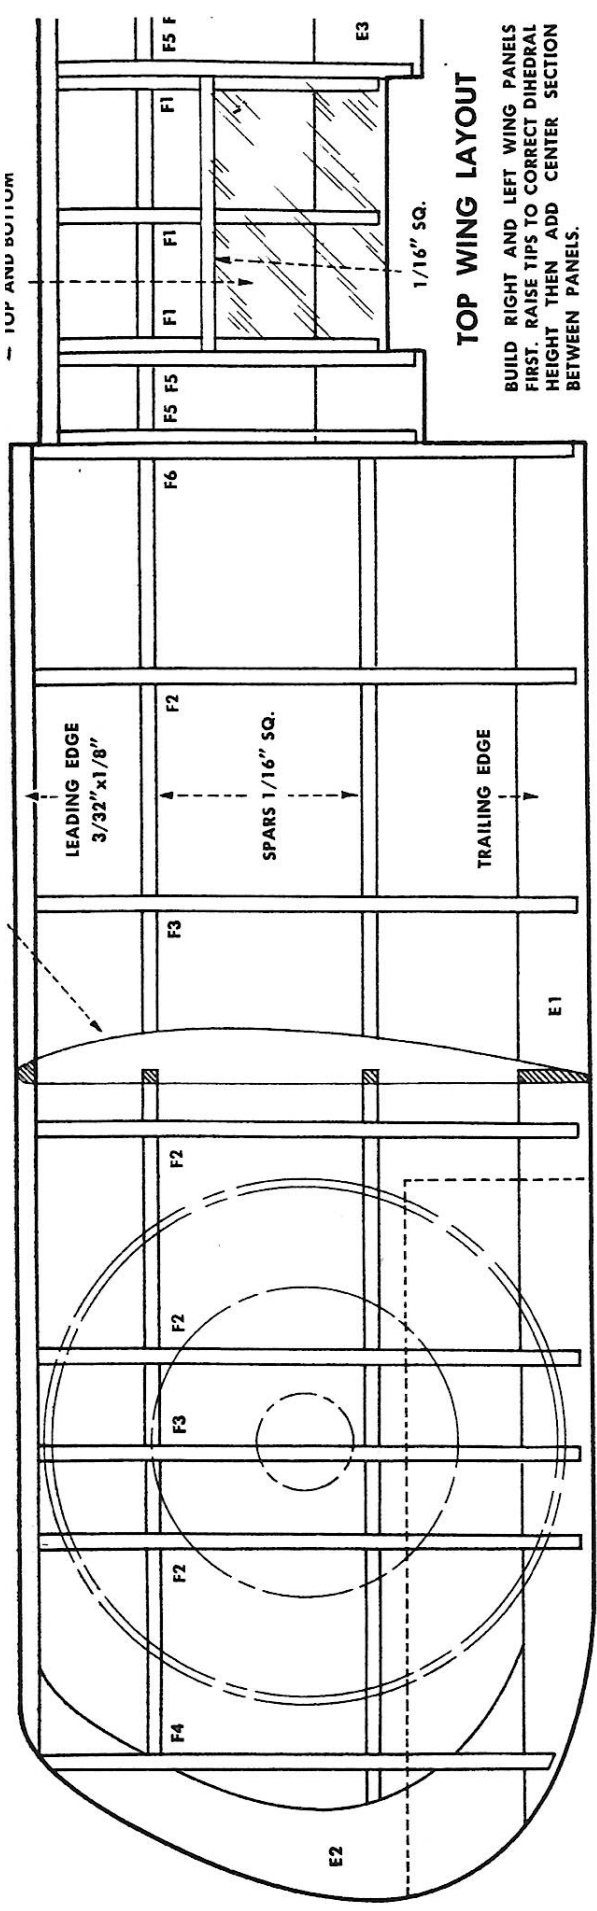 — TOP AND BOTTOM
TOP WING LAYOUT
BUILD RIGHT AND LEFT WING PANELS
FIRST. RAISE TIPS TO CORRECT DIHEDRAL
HEIGHT THEN ADD CENTER SECTION
BETWEEN PANELS.
1/16" SQ.
LEADING EDGE
3/32"x1/8"
SPARS 1/16" SQ.
TRAILING EDGE
E2
F4
F2
F3
F2
F2
E1
F3
F2
F6
F5
F5
F1
F1
F1
F5
E3